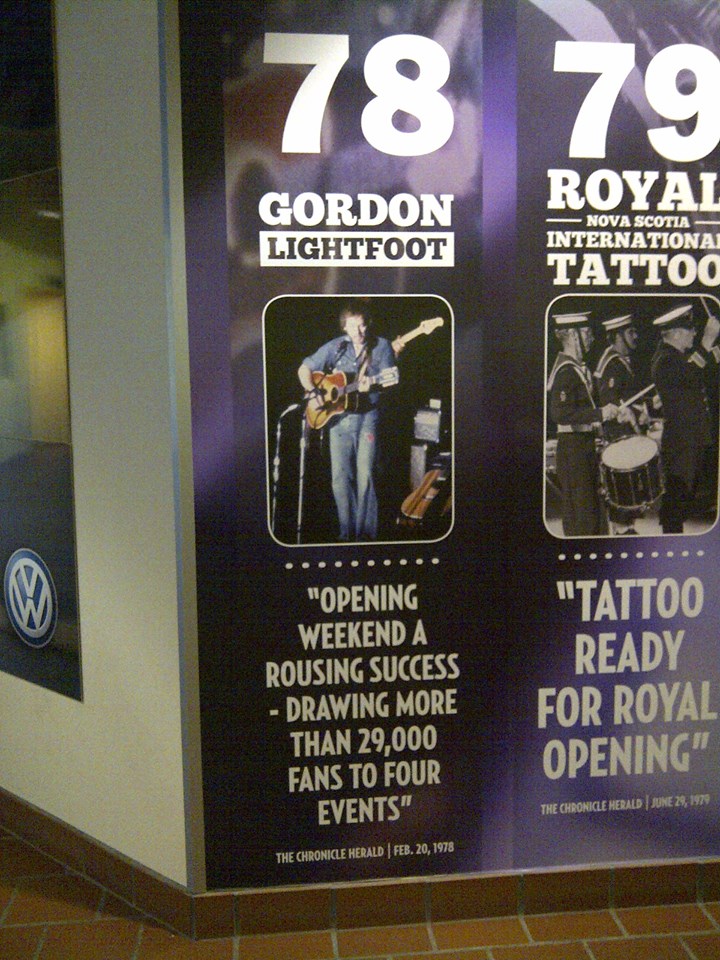 78
GORDON
LIGHTFOOT
"OPENING
WEEKEND A
ROUSING SUCCESS
- DRAWING MORE
THAN 29,000
FANS TO FOUR
EVENTS"
THE CHRONICLE HERALD | FEB. 20, 1978
79
ROYAL
NOVA SCOTIA
INTERNATIONAL
TATTOO
"TATTOO
READY
FOR ROYAL
OPENING"
THE CHRONICLE HERALD | JUNE 29, 1979
VW